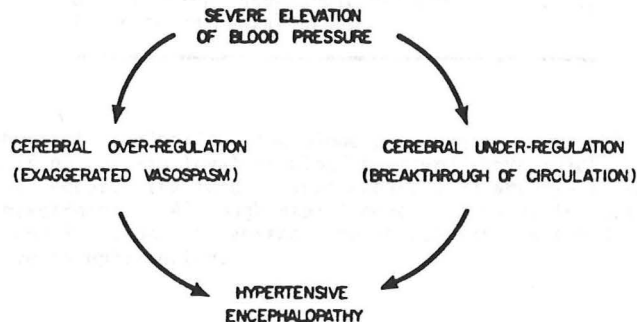 SEVERE ELEVATION
OF BLOOD PRESSURE
CEREBRAL OVER-REGULATION
(EXAGGERATED VASOSPASM)
CEREBRAL UNDER-REGULATION
(BREAKTHROUGH OF CIRCULATION)
HYPERTENSIVE
ENCEPHALOPATHY